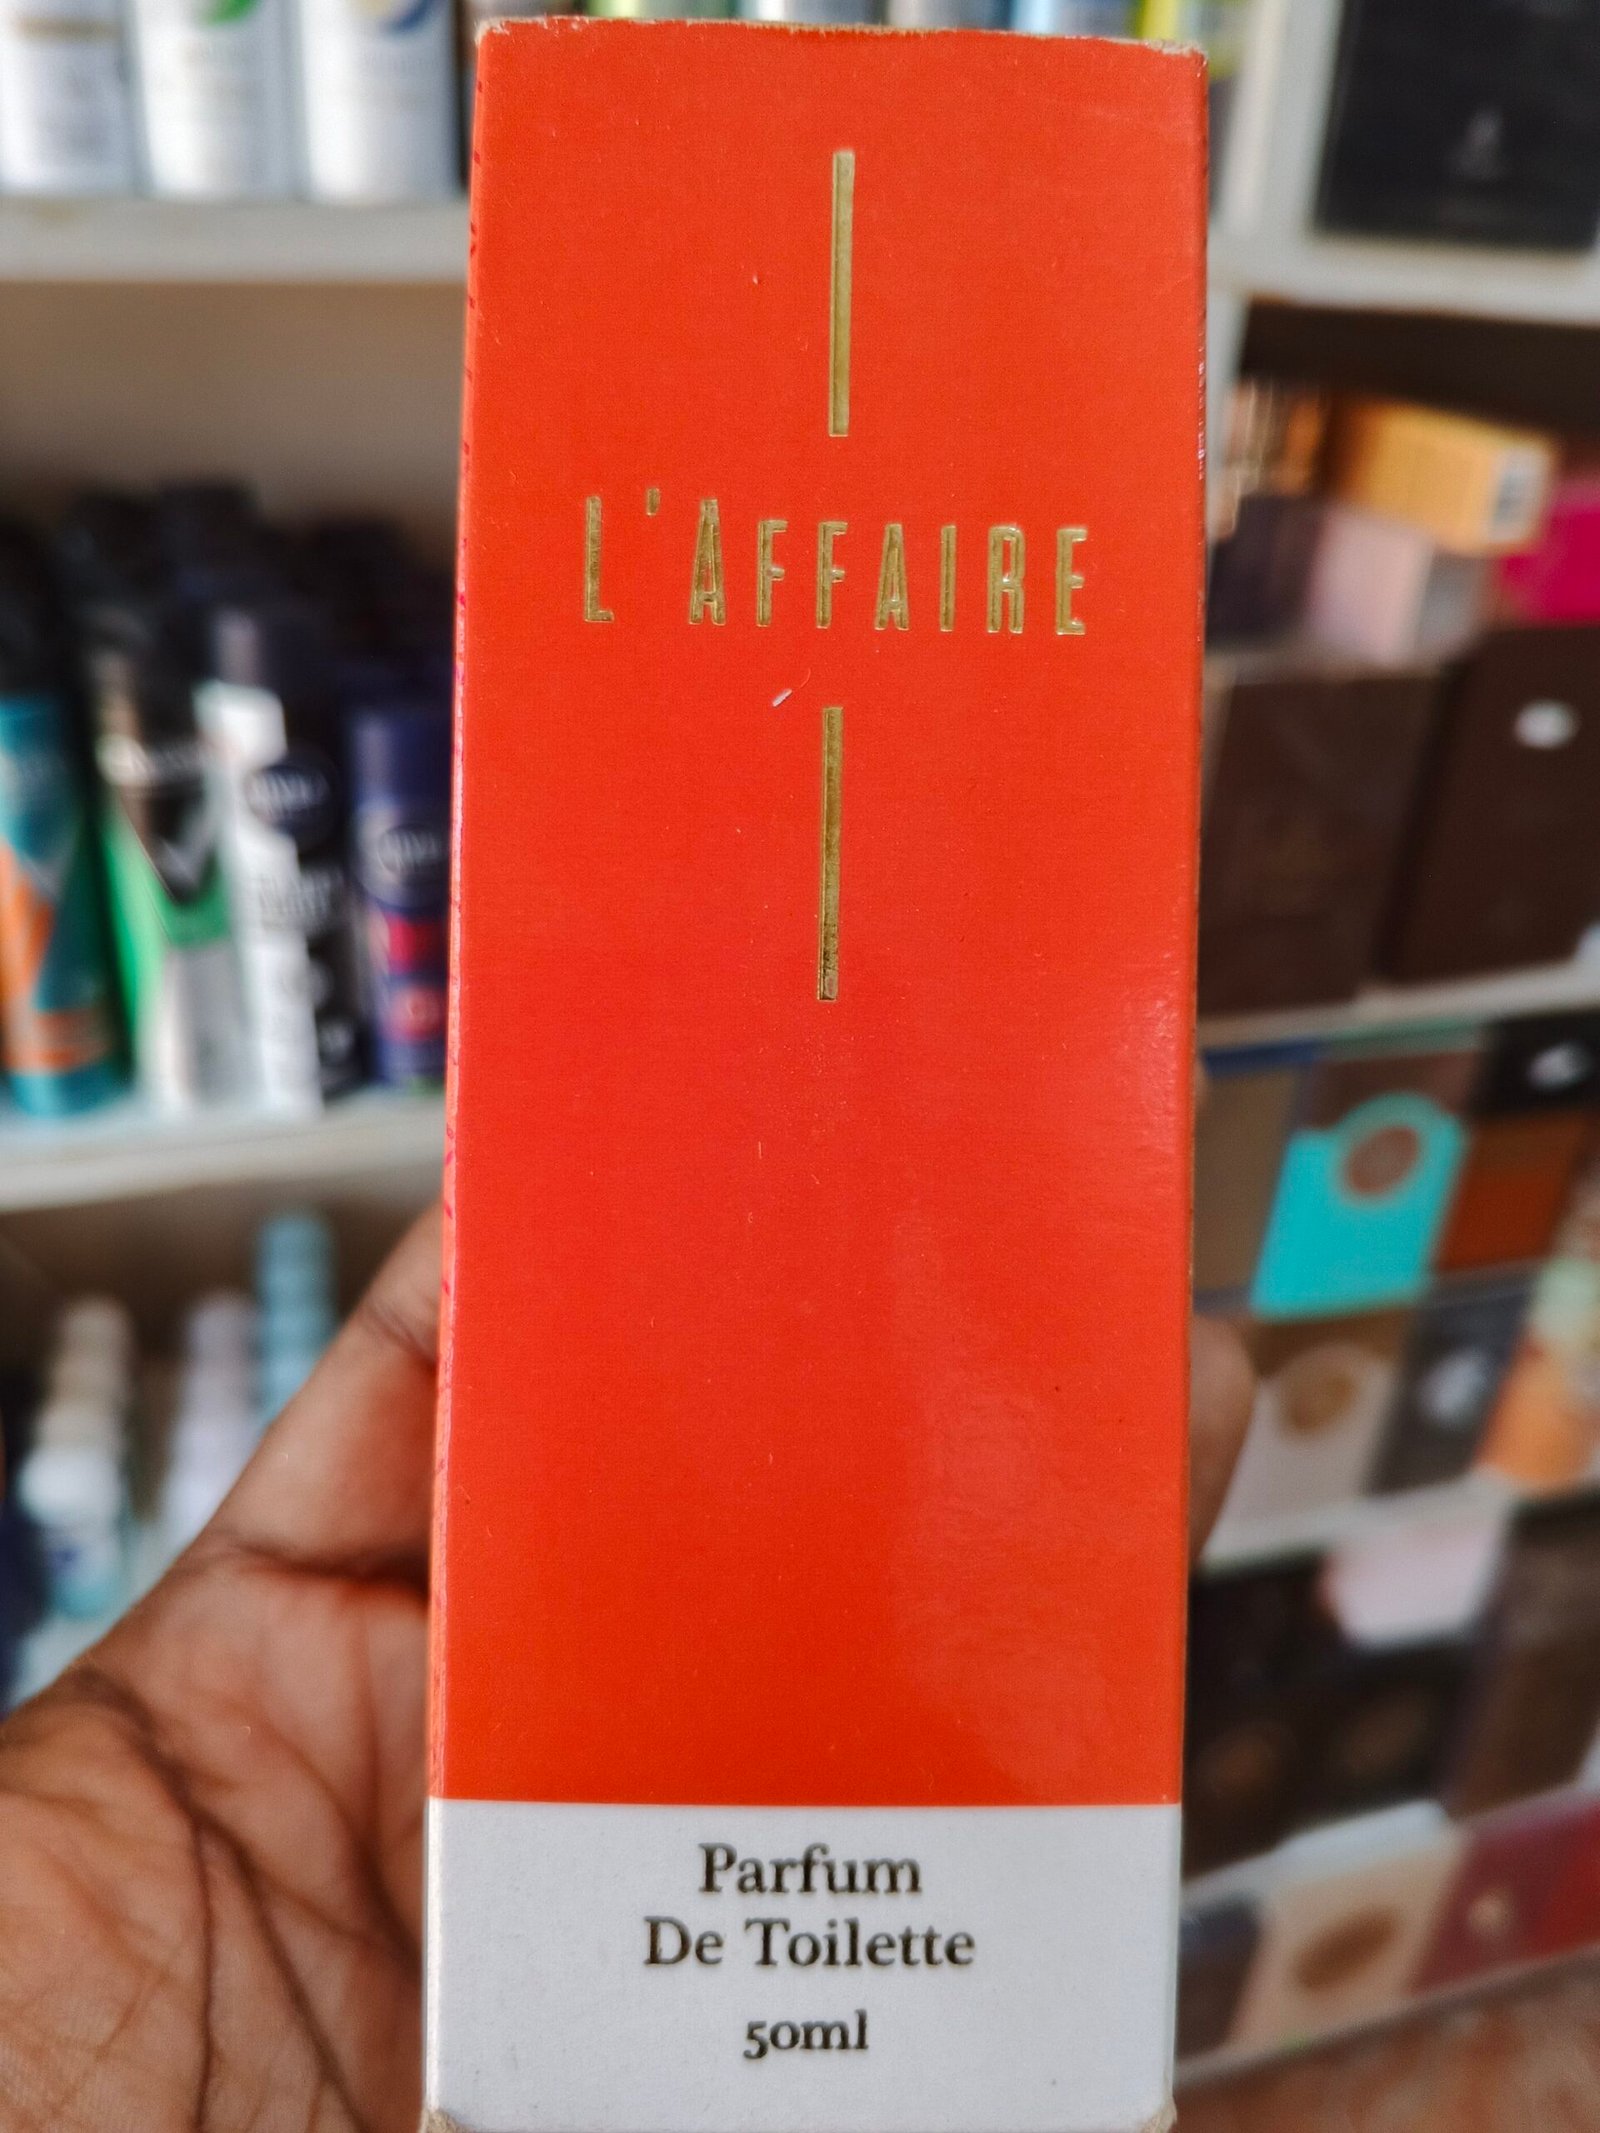 L'AFFAIRE
Parfum
De Toilette
50ml